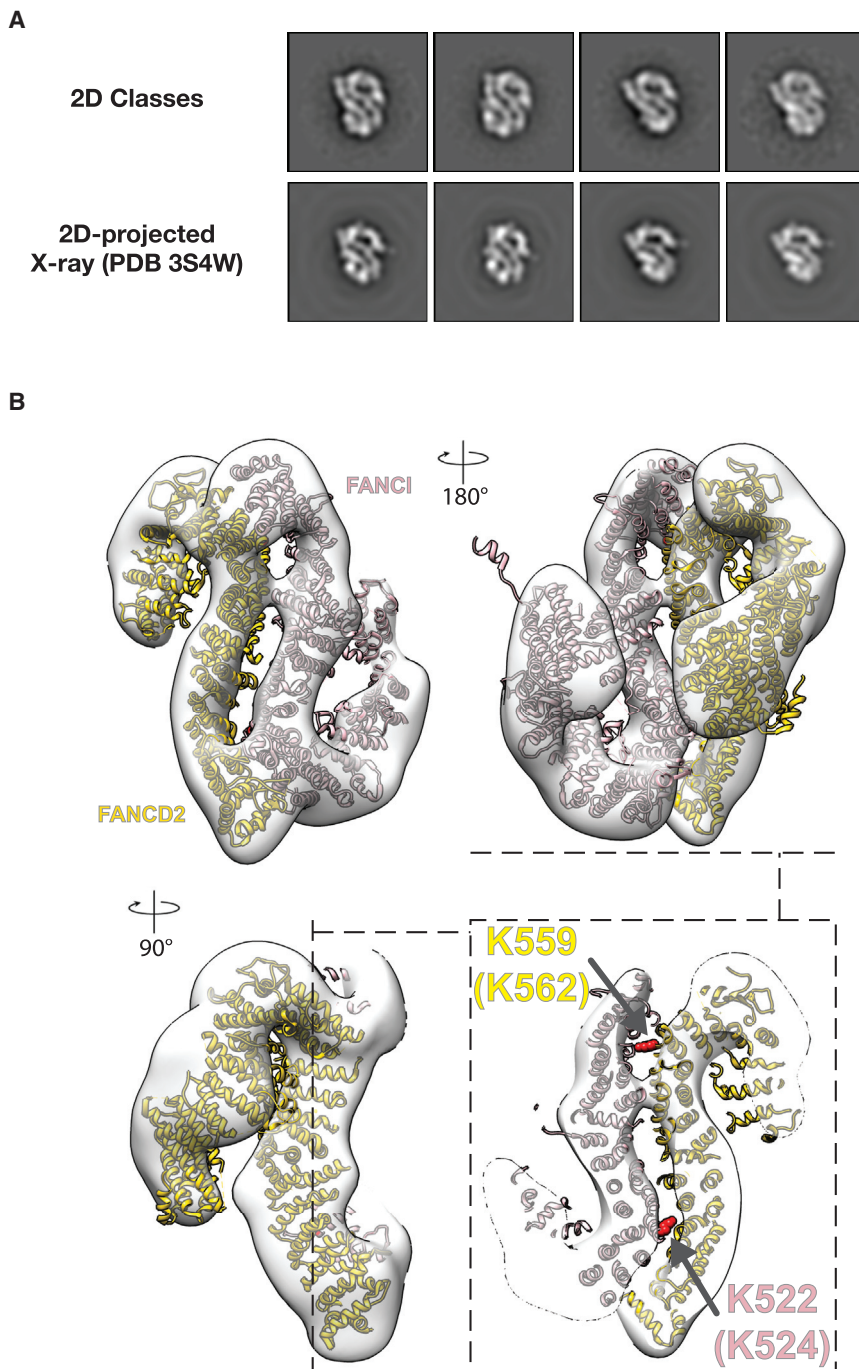 A
2D Classes
2D-projected
X-ray (PDB 3S4W)
B
FANCI
180°
FANCD2
90°
K559
(K562)
K522
(K524)